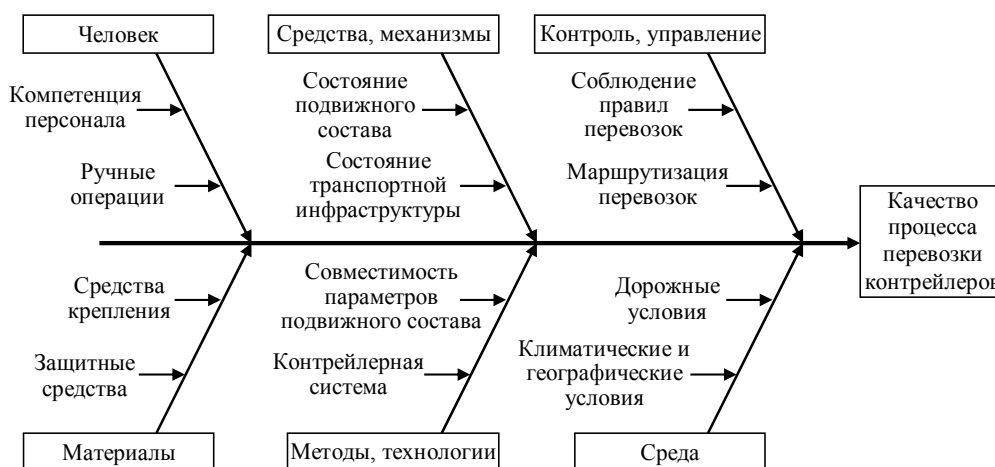 Человек
Средства, механизмы
Контроль, управление
Компетенция
персонала
Ручные
операции
Состояние
подвижного
состава
Состояние
транспортной
инфраструктуры
Соблюдение
правил
перевозок
Маршрутизация
перевозок
Качество
процесса
перевозки
контрейлеров
Средства
крепления
Защитные
средства
Совместимость
параметров
подвижного состава
Контрейлерная
система
Дорожные
условия
Климатические и
географические
условия
Материалы
Методы, технологии
Среда